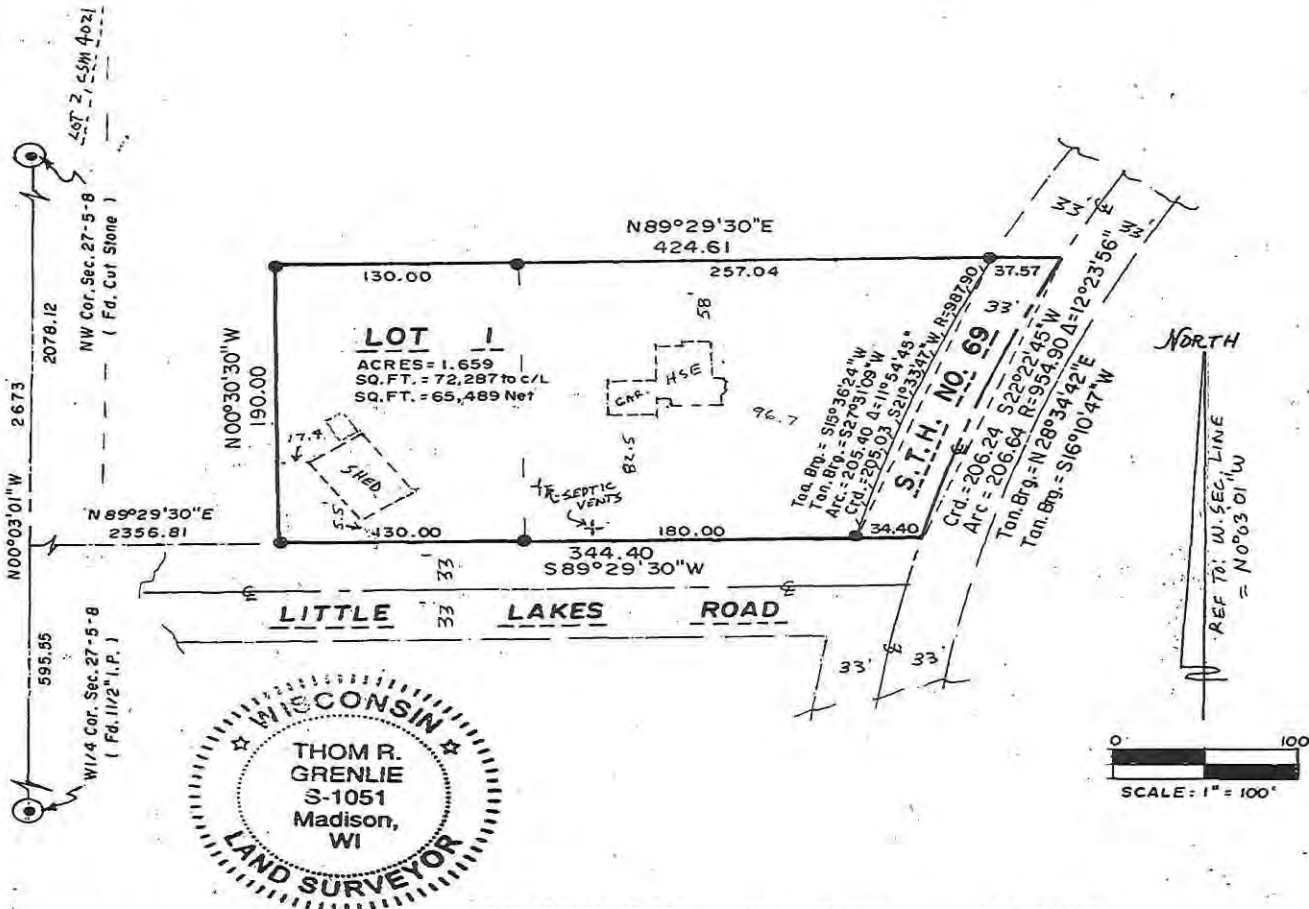 LOT 2, CSM 4021
NW Cor. Sec. 27-5-8
( Fd. Cut Stone )
2078.12
2673
N00°03'01"W
595.55
W1/4 Cor. Sec. 27-5-8
( Fd. 1 1/2" I.P. )
N89°29'30"E
2356.81
N89°29'30"E
424.61
130.00
257.04
37.57
33'
N00°30'30"W
190.00
LOT 1
ACRES = 1.659
SQ.FT. = 72,287 to c/L
SQ.FT. = 65,489 Net
58
HSE
GAR.
96.7
82.5
17.4
SHED
5.5
SEPTIC
VENTS
130.00
180.00
34.40
344.40
S89°29'30"W
33
33
LITTLE LAKES ROAD
Tan. Brg. = S15°36'24"W
Tan. Brg. = S27°31'09"W
Arc. = 205.40 Δ=11°54'45"
Crd. = 205.03 S21°33'47"W, R=987.90
S.T.H. NO. 69
Crd. = 206.24 S22°22'45"W
Arc = 206.64 R=954.90 Δ=12°23'56"
Tan. Brg. = N28°34'42"E
Tan. Brg. = S16°10'47"W
33'
33'
33'
33'
NORTH
REF TO: W. SEC. LINE
= N0°03'01"W
0 100
SCALE: 1" = 100'
WISCONSIN
THOM R.
GRENLIE
S-1051
Madison,
WI
LAND SURVEYOR